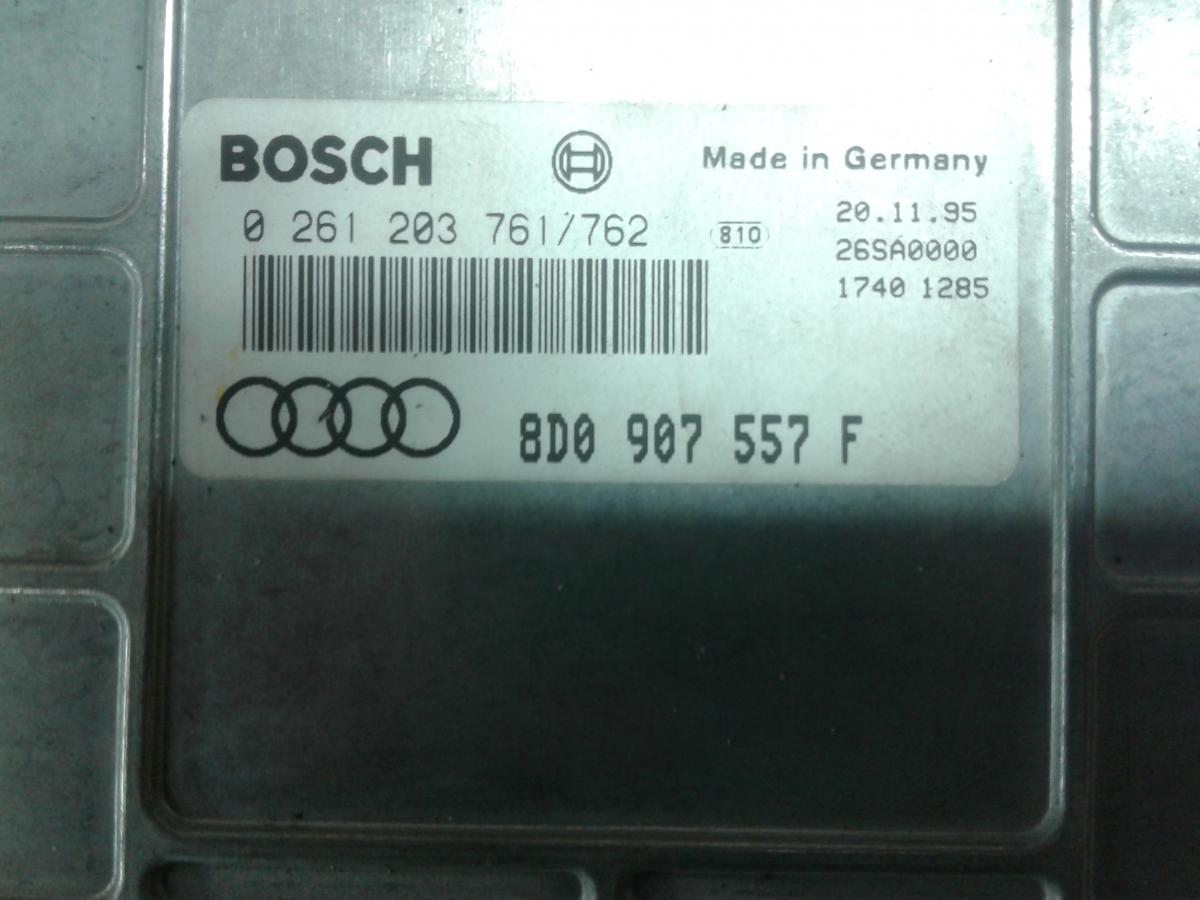 BOSCH
Made in Germany
0 261 203 761/762
810
20.11.95
26SA0000
1740 1285
8D0 907 557 F